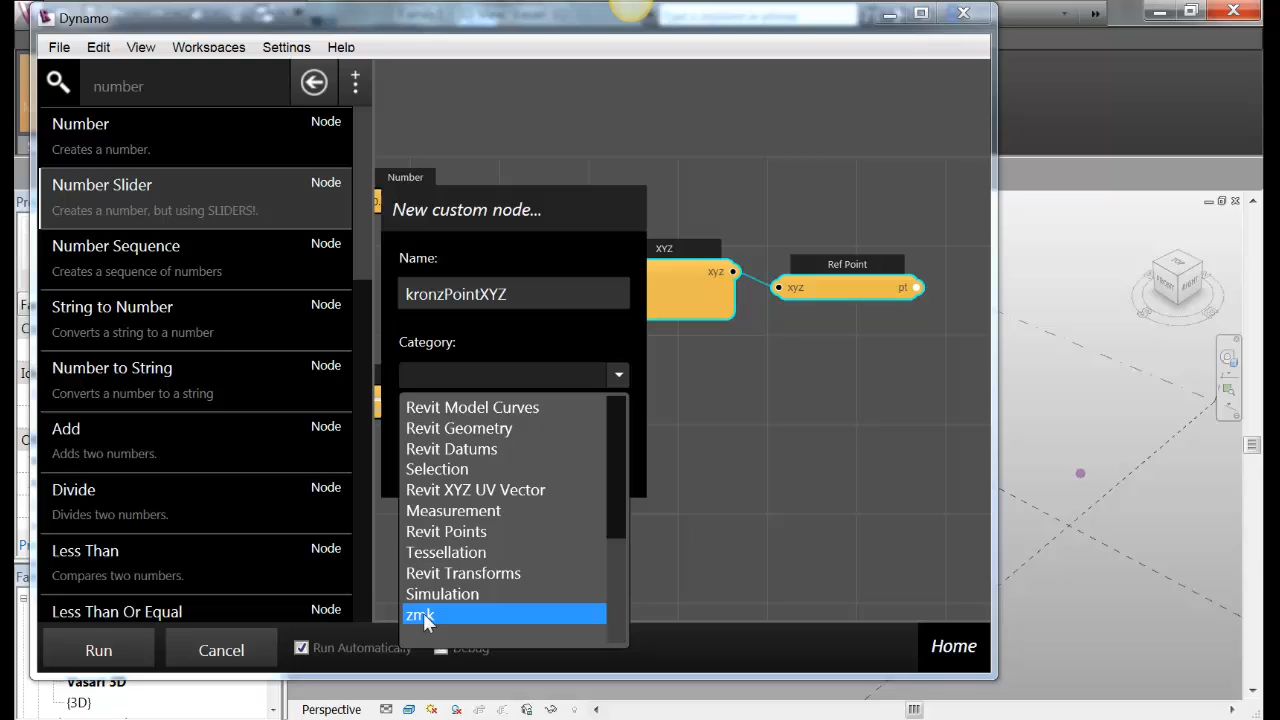 Dynamo
File Edit View Workspaces Settings Help
number
Number Node
Creates a number.
Number Slider Node
Creates a number, but using SLIDERS!.
Number Sequence Node
Creates a sequence of numbers
String to Number Node
Converts a string to a number
Number to String Node
Converts a number to a string
Add Node
Adds two numbers.
Divide Node
Divides two numbers.
Less Than Node
Compares two numbers.
Less Than Or Equal Node
Number
New custom node...
Name:
kronzPointXYZ
Category:
Revit Model Curves
Revit Geometry
Revit Datums
Selection
Revit XYZ UV Vector
Measurement
Revit Points
Tessellation
Revit Transforms
Simulation
zmk
XYZ
xyz
Ref Point
xyz pt
TOP
FRONT RIGHT
Run Cancel Run Automatically Debug Home
Vasari 3D
{3D}
Perspective